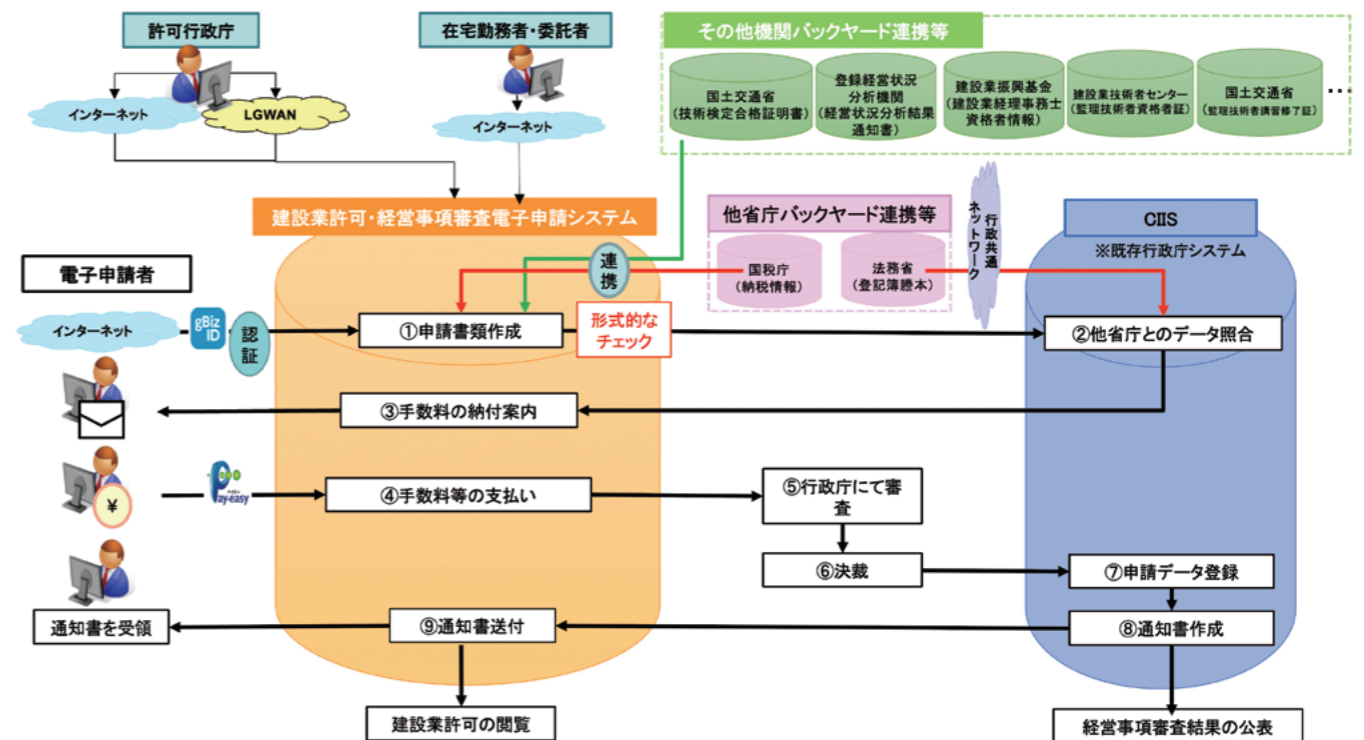 許可行政庁
在宅勤務者・委託者
その他機関バックヤード連携等
インターネット
LGWAN
インターネット
国土交通省
(技術検定合格証明書)
登録経営状況
分析機関
(経営状況分析結果
通知書)
建設業振興基金
(建設業経理事務士
資格者情報)
建設業技術者センター
(監理技術者資格者証)
国土交通省
(監理技術者講習修了証)
…
建設業許可・経営事項審査電子申請システム
他省庁バックヤード連携等
行政共通
ネットワーク
CIIS
※既存行政庁システム
電子申請者
連携
国税庁
(納税情報)
法務省
(登記簿謄本)
インターネット
gBiz
ID
認証
①申請書類作成
形式的な
チェック
②他省庁とのデータ照合
③手数料の納付案内
¥
Pay-easy
④手数料等の支払い
⑤行政庁にて審
査
⑥決裁
⑦申請データ登録
通知書を受領
⑨通知書送付
⑧通知書作成
建設業許可の閲覧
経営事項審査結果の公表